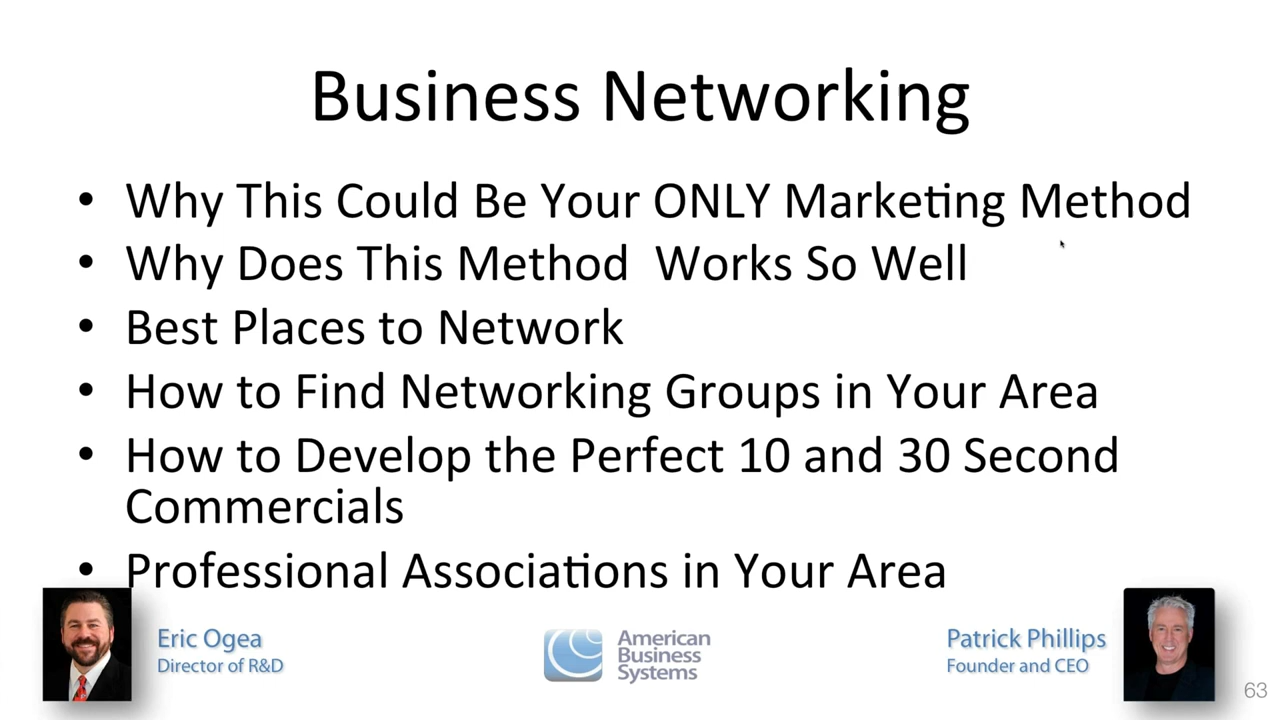 Business Networking
• Why This Could Be Your ONLY Marketing Method
• Why Does This Method  Works So Well
• Best Places to Network
• How to Find Networking Groups in Your Area
• How to Develop the Perfect 10 and 30 Second
Commercials
• Professional Associations in Your Area
Eric Ogea
Director of R&D
American
Business
Systems
Patrick Phillips
Founder and CEO
63